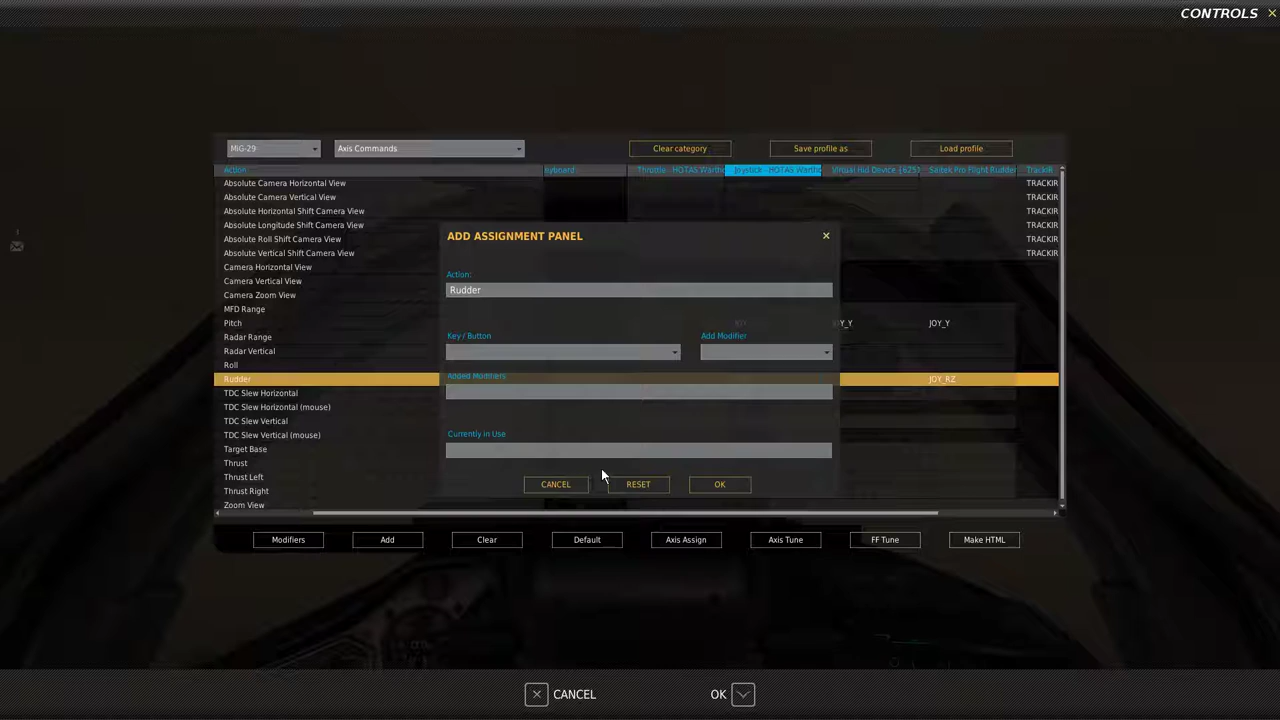 CONTROLS
MiG-29 Axis Commands Clear category Save profile as Load profile
Action Throttle - HOTAS Warth Joystick - HOTAS Warth Saitek Pro Flight Rudder
Absolute Camera Horizontal View TRACKIR
Absolute Camera Vertical View TRACKIR
Absolute Horizontal Shift Camera View TRACKIR
Absolute Longitude Shift Camera View TRACKIR
Absolute Roll Shift Camera View TRACKIR
Absolute Vertical Shift Camera View TRACKIR
Camera Horizontal View
Camera Vertical View
Camera Zoom View
MFD Range
Pitch JOY_Y
Radar Range
Radar Vertical
Roll
Rudder JOY_RZ
TDC Slew Horizontal
TDC Slew Horizontal (mouse)
TDC Slew Vertical
TDC Slew Vertical (mouse)
Target Base
Thrust
Thrust Left
Thrust Right
Zoom View
ADD ASSIGNMENT PANEL
Action:
Rudder
Key / Button Add Modifier
Added Modifiers
Currently in Use
CANCEL RESET OK
Modifiers Add Clear Default Axis Assign Axis Tune FF Tune Make HTML
CANCEL OK